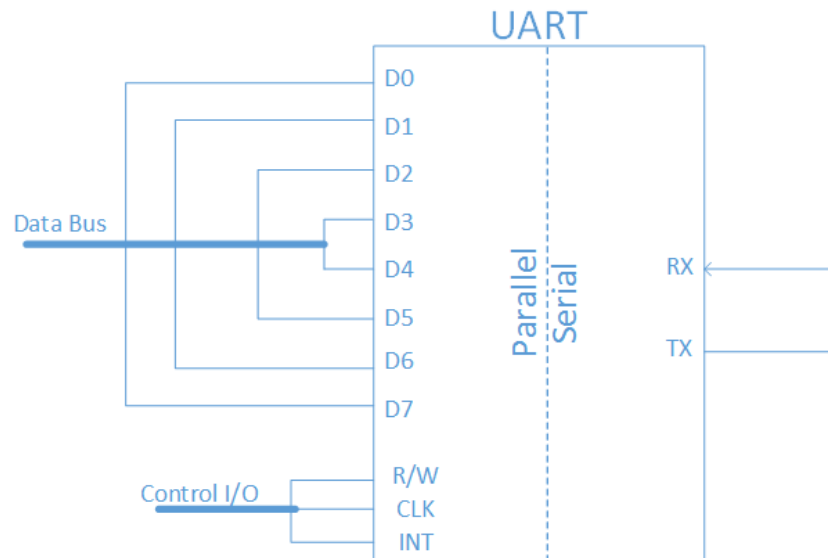 UART
D0
D1
D2
Data Bus
D3
D4
D5
D6
D7
Parallel
Serial
RX
TX
Control I/O
R/W
CLK
INT